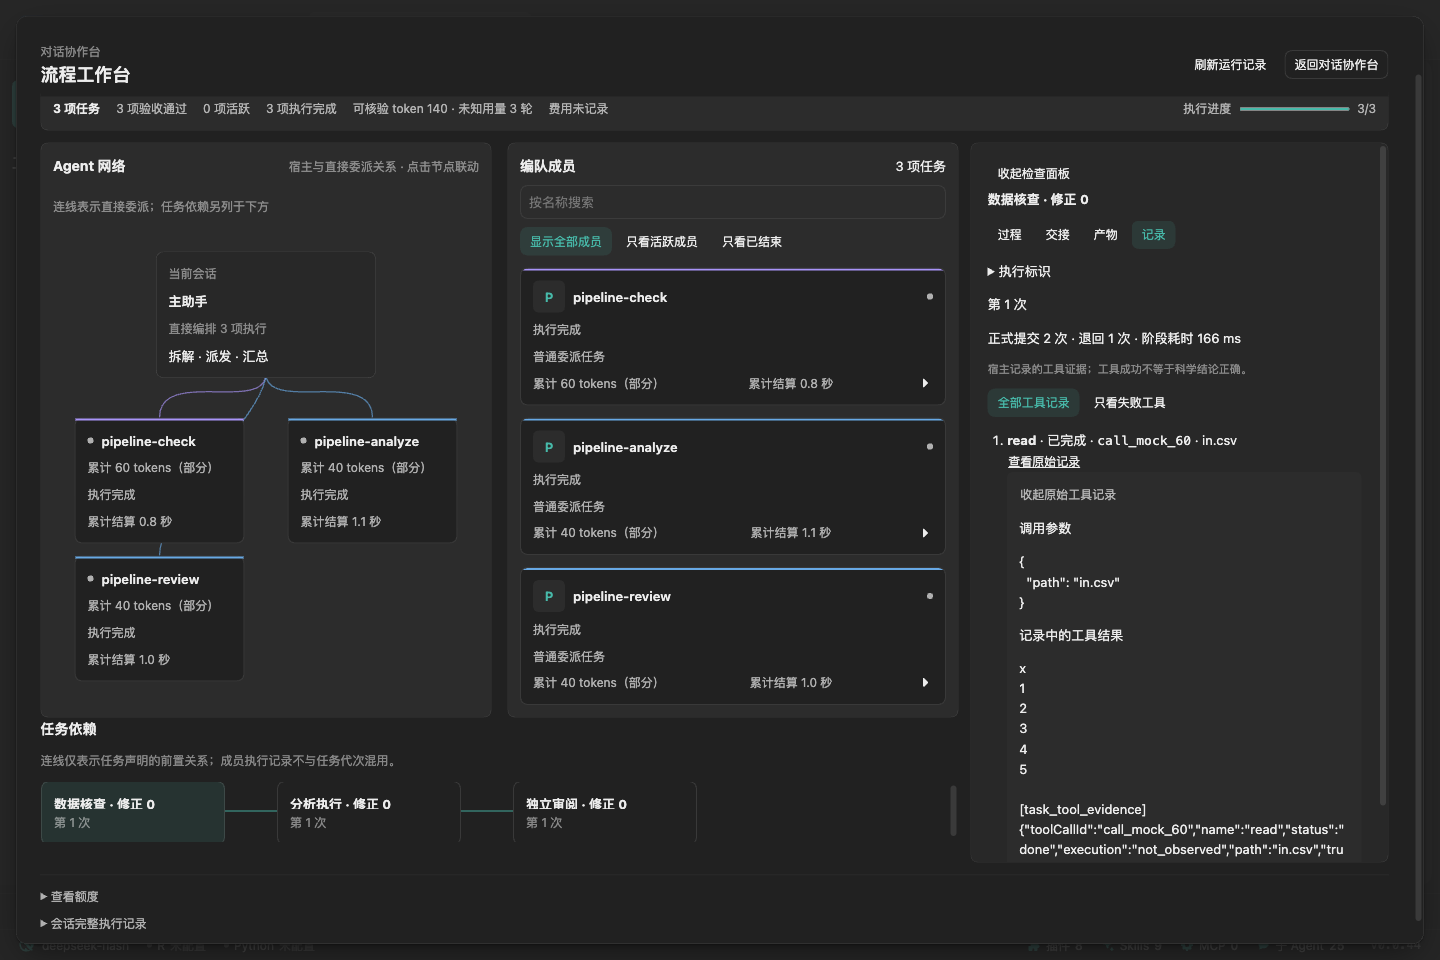 对话协作台
流程工作台
刷新运行记录
返回对话协作台
3 项任务 3 项验收通过 0 项活跃 3 项执行完成 可核验 token 140 · 未知用量 3 轮 费用未记录
执行进度 3/3
Agent 网络
宿主与直接委派关系 · 点击节点联动
连线表示直接委派；任务依赖另列于下方
当前会话
主助手
直接编排 3 项执行
拆解 · 派发 · 汇总
pipeline-check
累计 60 tokens（部分）
执行完成
累计结算 0.8 秒
pipeline-analyze
累计 40 tokens（部分）
执行完成
累计结算 1.1 秒
pipeline-review
累计 40 tokens（部分）
执行完成
累计结算 1.0 秒
编队成员
3 项任务
按名称搜索
显示全部成员 只看活跃成员 只看已结束
P pipeline-check
执行完成
普通委派任务
累计 60 tokens（部分） 累计结算 0.8 秒
P pipeline-analyze
执行完成
普通委派任务
累计 40 tokens（部分） 累计结算 1.1 秒
P pipeline-review
执行完成
普通委派任务
累计 40 tokens（部分） 累计结算 1.0 秒
收起检查面板
数据核查 · 修正 0
过程 交接 产物 记录
执行标识
第 1 次
正式提交 2 次 · 退回 1 次 · 阶段耗时 166 ms
宿主记录的工具证据；工具成功不等于科学结论正确。
全部工具记录 只看失败工具
1. read · 已完成 · call_mock_60 · in.csv
查看原始记录
收起原始工具记录
调用参数
{
"path": "in.csv"
}
记录中的工具结果
x
1
2
3
4
5
[task_tool_evidence]
{"toolCallId":"call_mock_60","name":"read","status":"
done","execution":"not_observed","path":"in.csv","tru
任务依赖
连线仅表示任务声明的前置关系；成员执行记录不与任务代次混用。
数据核查 · 修正 0
第 1 次
分析执行 · 修正 0
第 1 次
独立审阅 · 修正 0
第 1 次
查看额度
会话完整执行记录